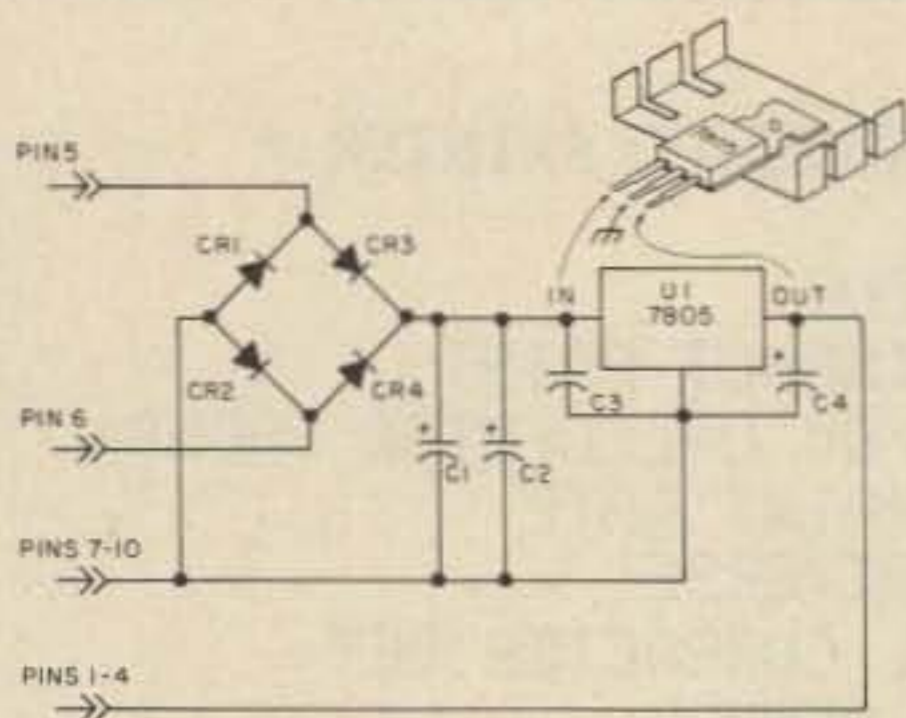 PIN 5
CR1
CR3
CR2
CR4
PIN 6
IN
U1
7805
OUT
+
C1
+
C2
C3
+
C4
PINS 7-10
PINS 1-4